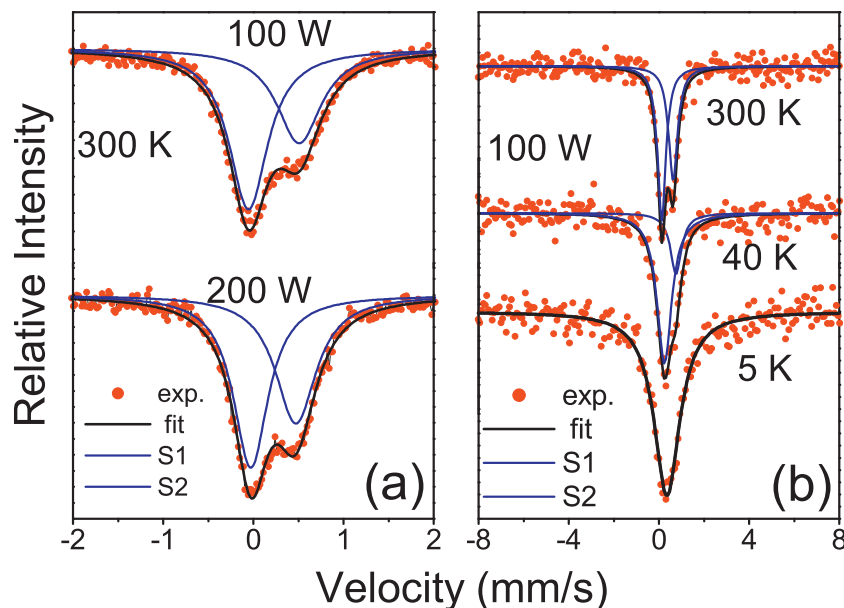 Relative Intensity
100 W
300 K
200 W
exp.
fit
S1
S2
(a)
-2
-1
0
1
2
300 K
100 W
40 K
5 K
exp.
fit
S1
S2
(b)
-8
-4
0
4
8
Velocity (mm/s)